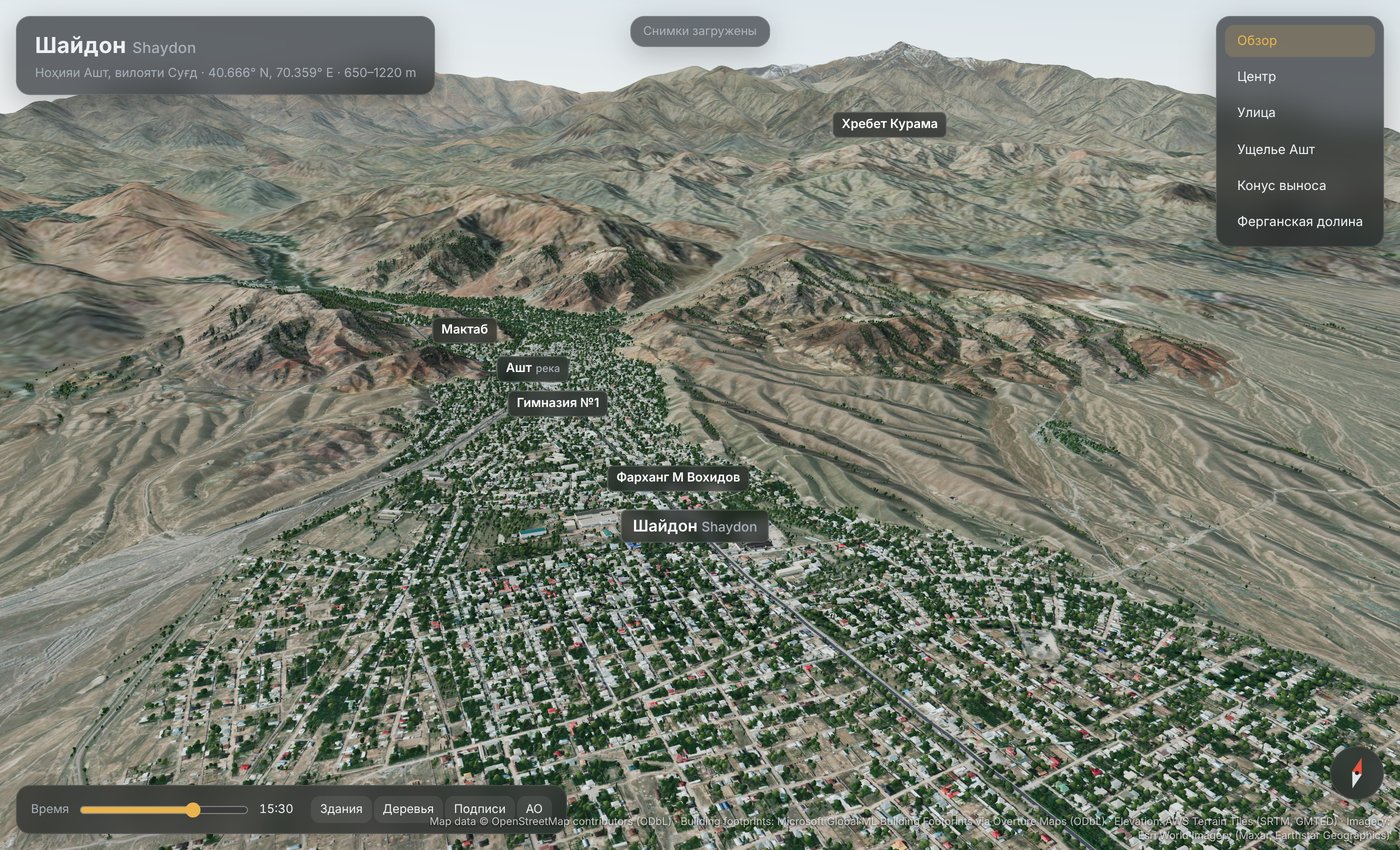 Шайдон Shaydon
Ноҳияи Ашт, вилояти Суғд · 40.666° N, 70.359° E · 650–1220 m
Снимки загружены
Обзор
Центр
Улица
Ущелье Ашт
Конус выноса
Ферганская долина
Хребет Курама
Мактаб
Ашт река
Гимназия №1
Фарханг М Вохидов
Шайдон Shaydon
Время 15:30 Здания Деревья Подписи AO
Map data © OpenStreetMap contributors (ODbL) · Building footprints: Microsoft Global ML Building Footprints via Overture Maps (ODbL) · Elevation: AWS Terrain Tiles (SRTM, GMTED) · Imagery:
Esri World Imagery (Maxar, Earthstar Geographics)